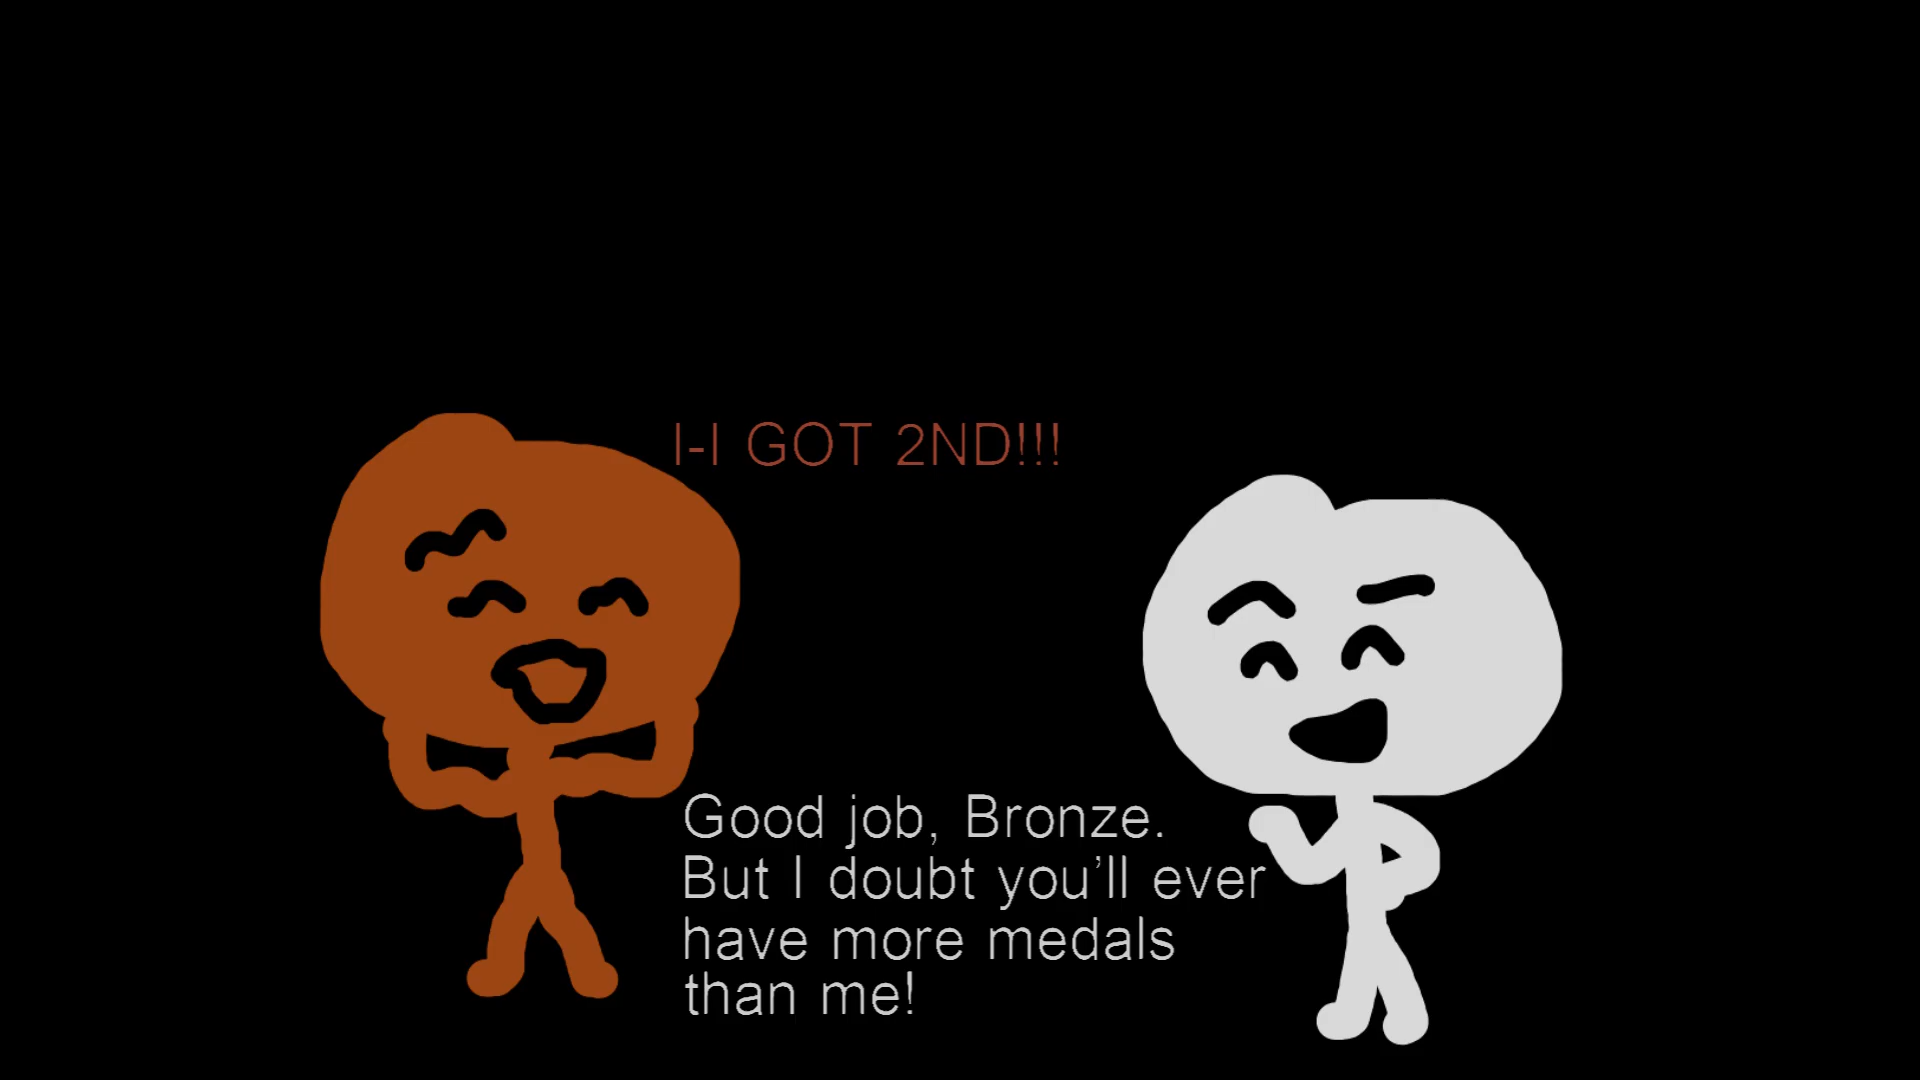 I-I GOT 2ND!!!
Good job, Bronze.
But I doubt you'll ever
have more medals
than me!